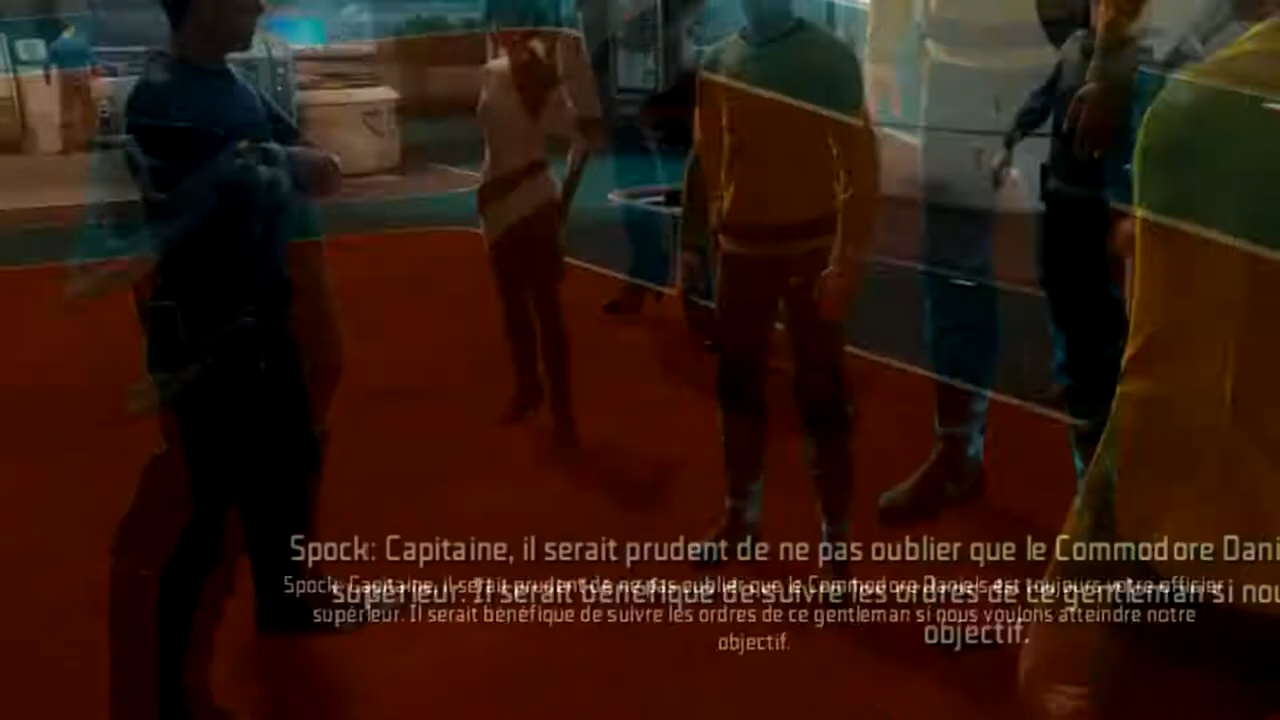 Spock: Capitaine, il serait prudent de ne pas oublier que le Commodore Dani
supérieur. Il serait bénéfique de suivre les ordres de ce gentleman si nou
objectif.
Spock: Capitaine, il serait prudent de ne pas oublier que le Commodore Daniels est toujours votre officier
supérieur. Il serait bénéfique de suivre les ordres de ce gentleman si nous voulons atteindre notre
objectif.